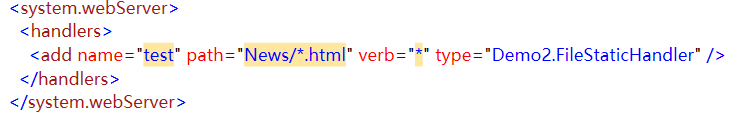 <system.webServer>
<handlers>
<add name="test" path="News/*.html" verb="*" type="Demo2.FileStaticHandler" />
</handlers>
</system.webServer>